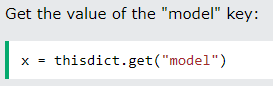 Get the value of the "model" key:
x = thisdict.get("model")